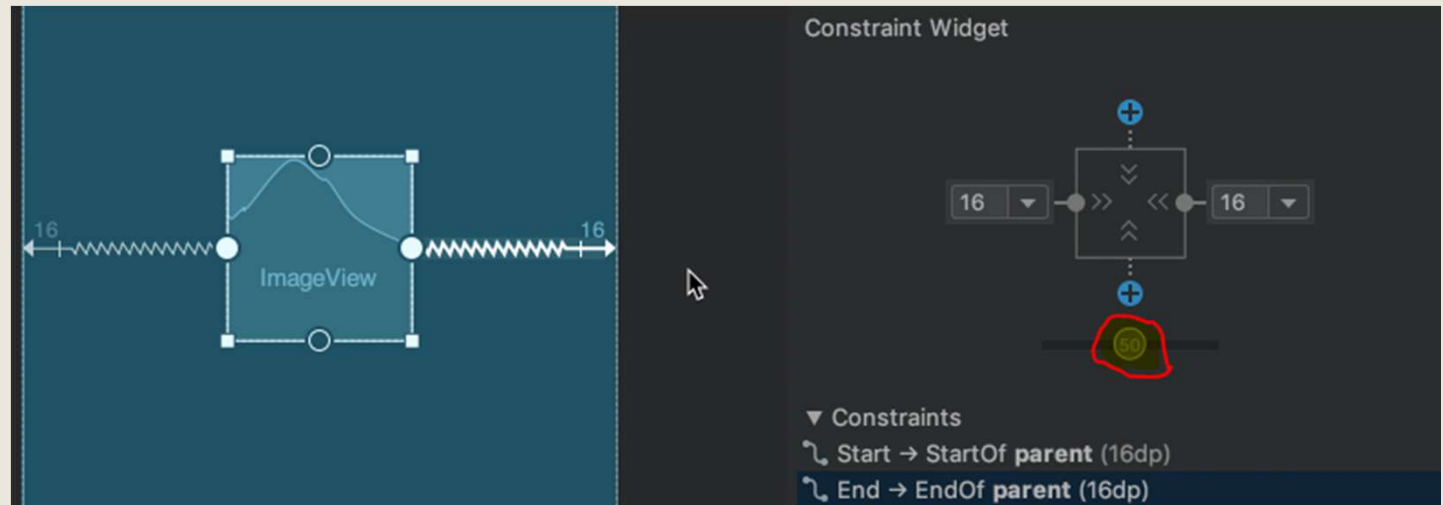 Constraint Widget
16
16
ImageView
16
16
50
▼ Constraints
Start → StartOf parent (16dp)
End → EndOf parent (16dp)